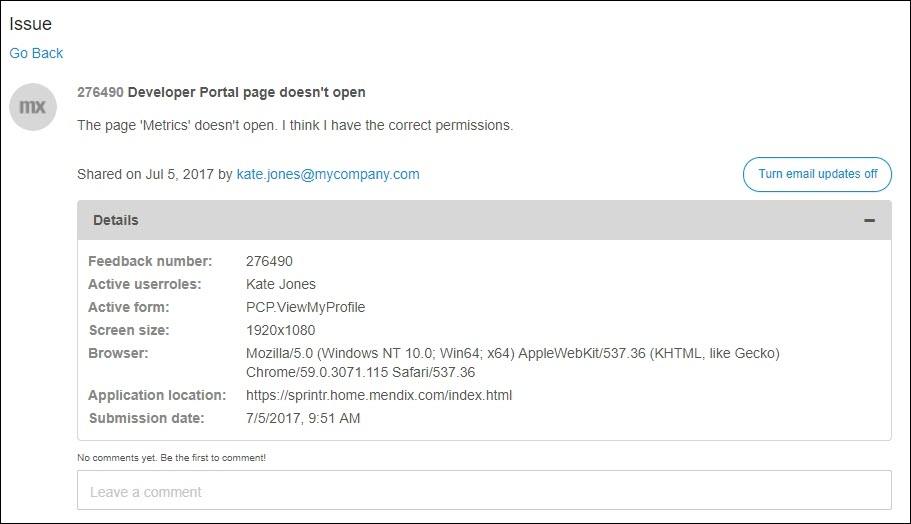 Issue
Go Back
mx
276490 Developer Portal page doesn't open
The page 'Metrics' doesn't open. I think I have the correct permissions.
Shared on Jul 5, 2017 by kate.jones@mycompany.com
Turn email updates off
Details
Feedback number: 276490
Active userroles: Kate Jones
Active form: PCP.ViewMyProfile
Screen size: 1920x1080
Browser: Mozilla/5.0 (Windows NT 10.0; Win64; x64) AppleWebKit/537.36 (KHTML, like Gecko)
Chrome/59.0.3071.115 Safari/537.36
Application location: https://sprintr.home.mendix.com/index.html
Submission date: 7/5/2017, 9:51 AM
No comments yet. Be the first to comment!
Leave a comment